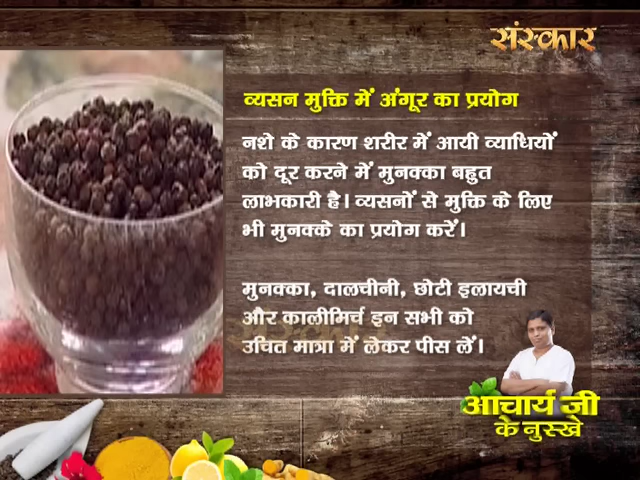 संस्कार
व्यसन मुक्ति में अंगूर का प्रयोग
नशे के कारण शरीर में आयी व्याधियों
को दूर करने में मुनक्का बहुत
लाभकारी है। व्यसनों से मुक्ति के लिए
भी मुनक्के का प्रयोग करें।
मुनक्का, दालचीनी, छोटी इलायची
और कालीमिर्च इन सभी को
उचित मात्रा में लेकर पीस लें।
संस्कार
आचार्य जी
के नुस्खे